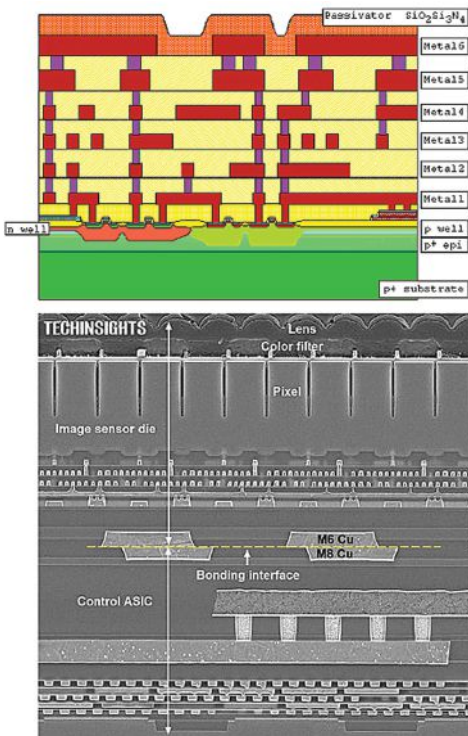 Passivator SiO2Si3N4
Metal6
Metal5
Metal4
Metal3
Metal2
Metal1
n well
p well
p+ epi
p+ substrate
TECHINSIGHTS
Lens
Color filter
Pixel
Image sensor die
M6 Cu
M8 Cu
Bonding interface
Control ASIC